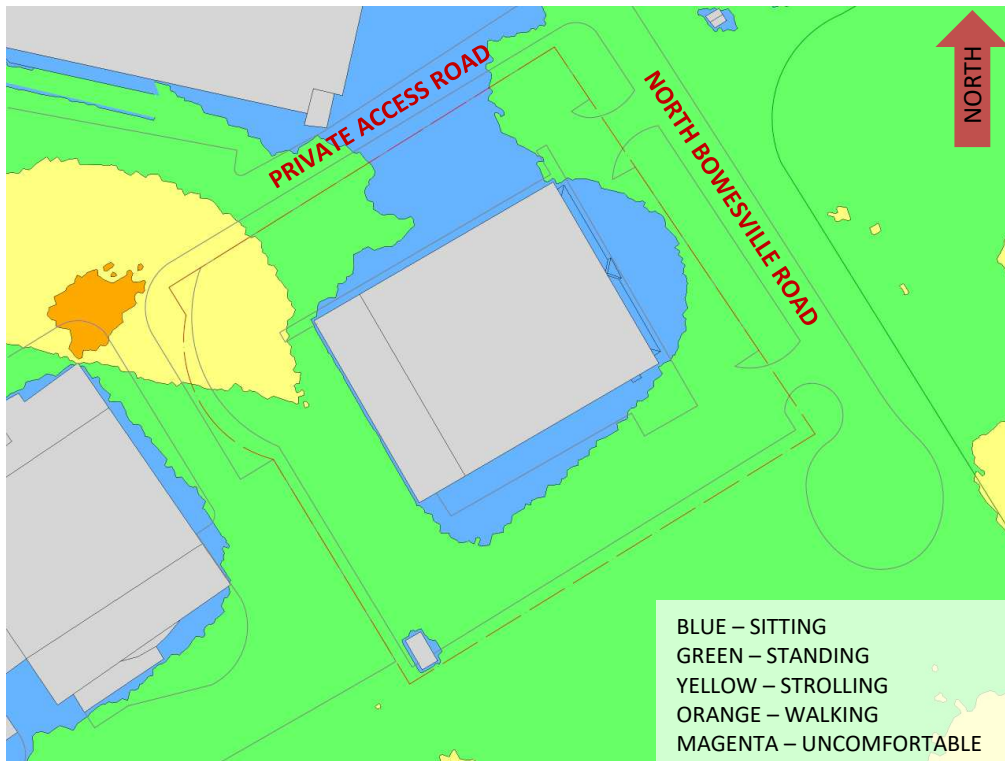 PRIVATE ACCESS ROAD
NORTH BOWESVILLE ROAD
NORTH
BLUE – SITTING
GREEN – STANDING
YELLOW – STROLLING
ORANGE – WALKING
MAGENTA – UNCOMFORTABLE